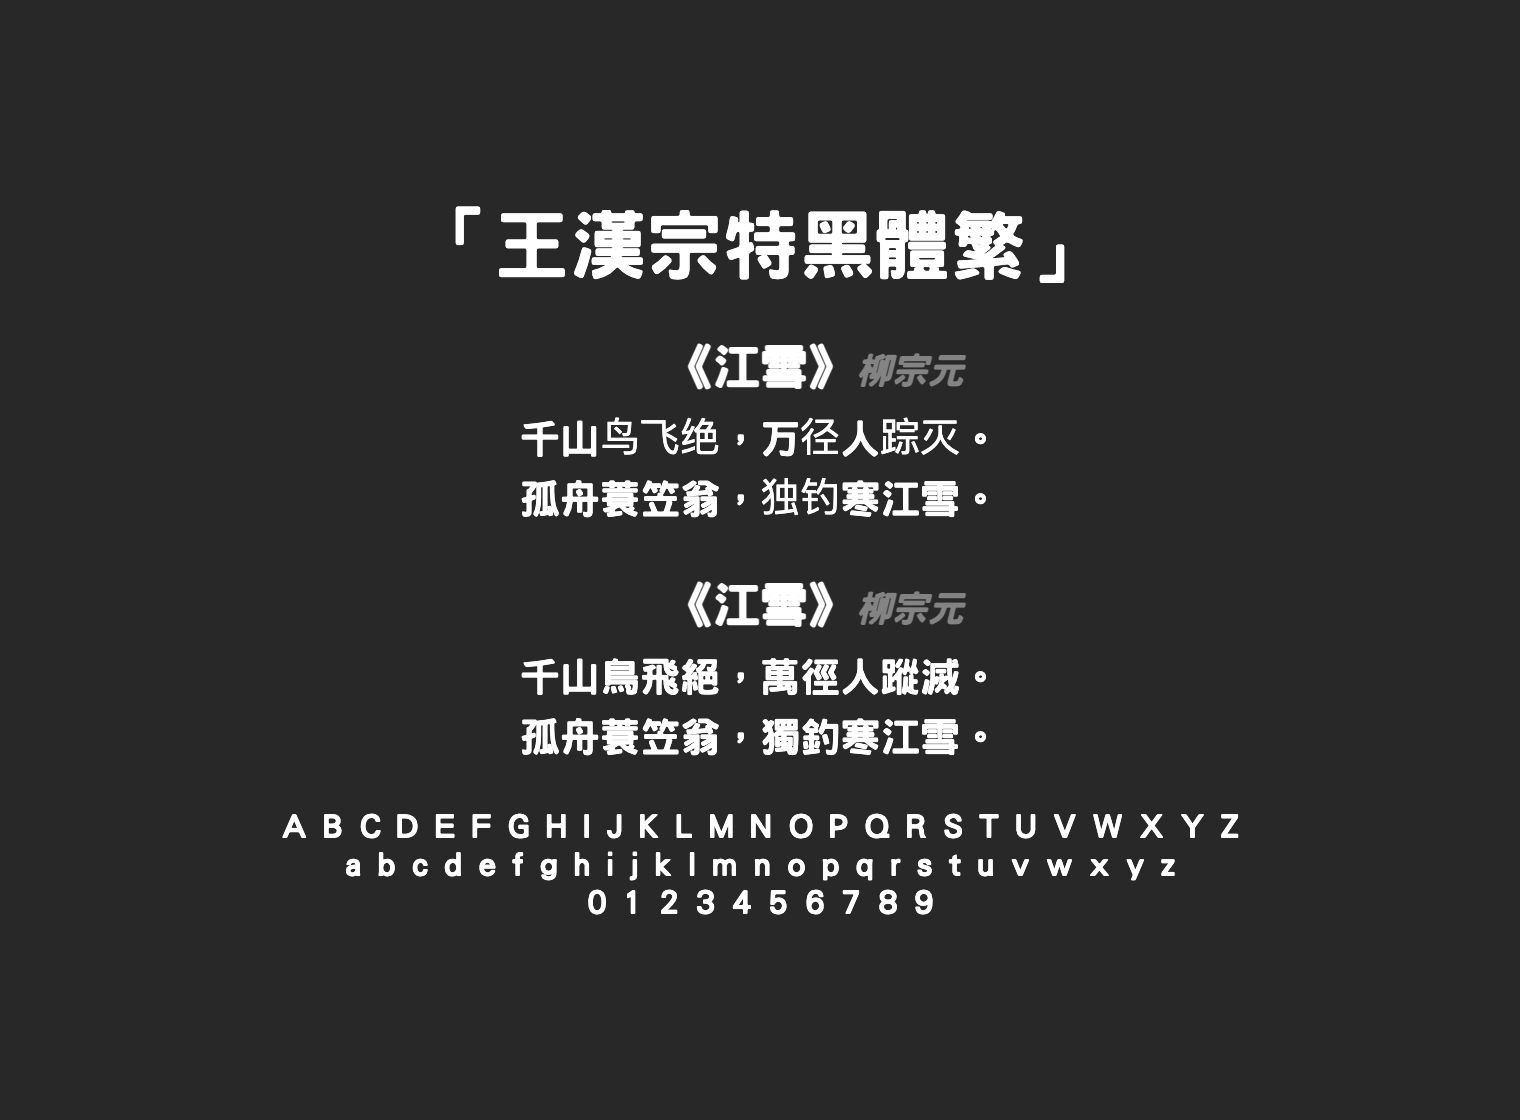 「王漢宗特黑體繁」
《江雪》 柳宗元
千山鸟飞绝，万径人踪灭。
孤舟蓑笠翁，独钓寒江雪。
《江雪》 柳宗元
千山鳥飛絕，萬徑人蹤滅。
孤舟蓑笠翁，獨釣寒江雪。
A B C D E F G H I J K L M N O P Q R S T U V W X Y Z
a b c d e f g h i j k l m n o p q r s t u v w x y z
0 1 2 3 4 5 6 7 8 9